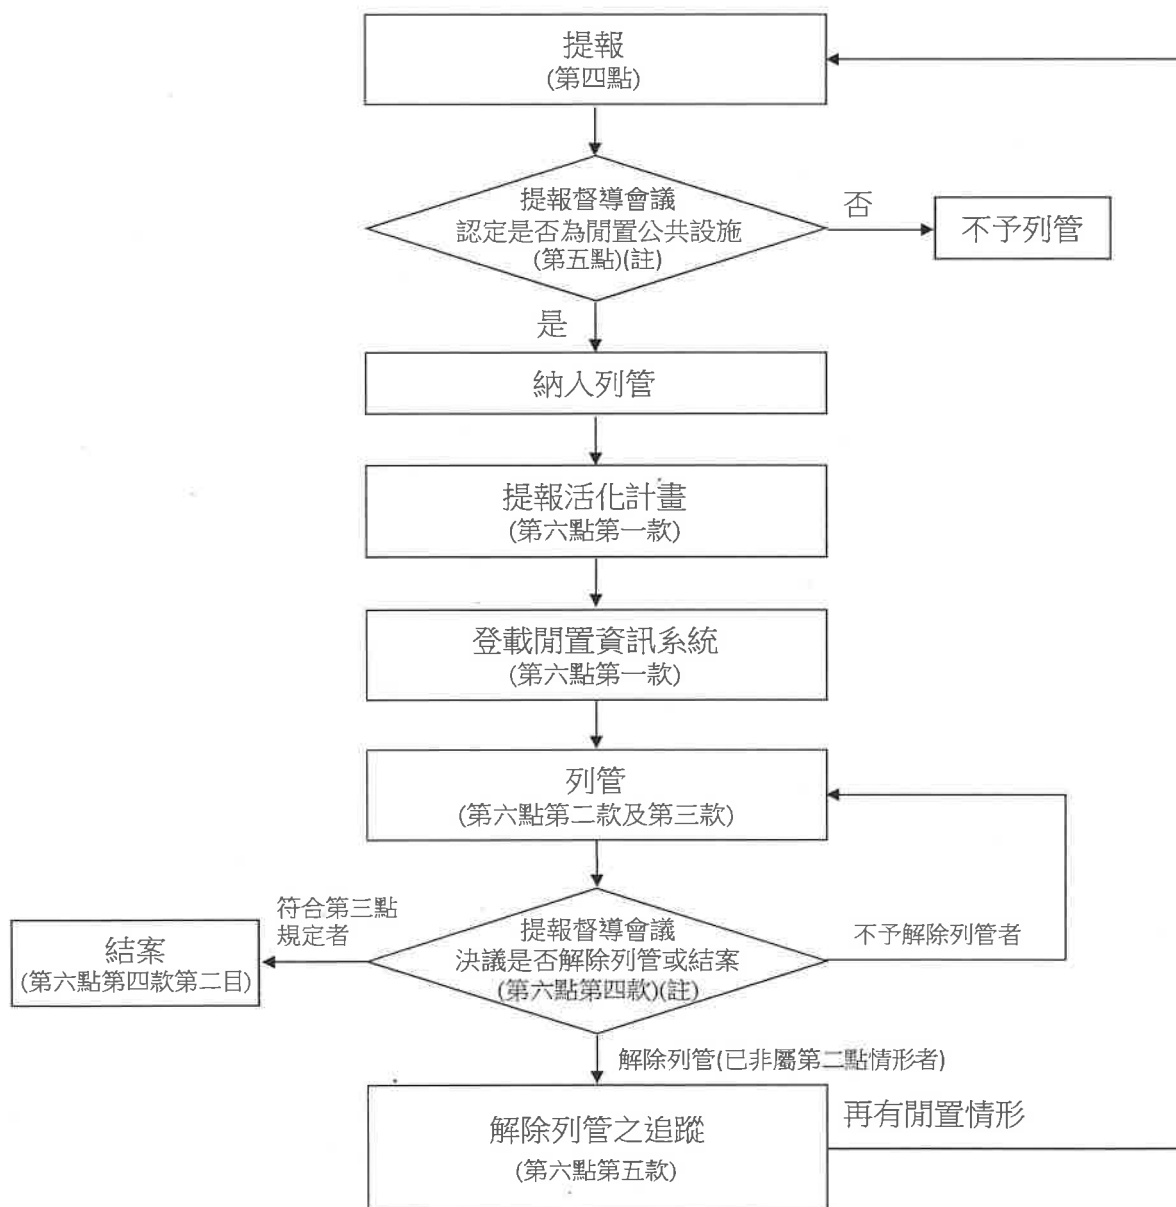 提報
(第四點)
提報督導會議
認定是否為閒置公共設施
(第五點)(註)
否
不予列管
是
納入列管
提報活化計畫
(第六點第一款)
登載閒置資訊系統
(第六點第一款)
列管
(第六點第二款及第三款)
符合第三點
規定者
結案
(第六點第四款第二目)
提報督導會議
決議是否解除列管或結案
(第六點第四款)(註)
不予解除列管者
解除列管(已非屬第二點情形者)
解除列管之追蹤
(第六點第五款)
再有閒置情形